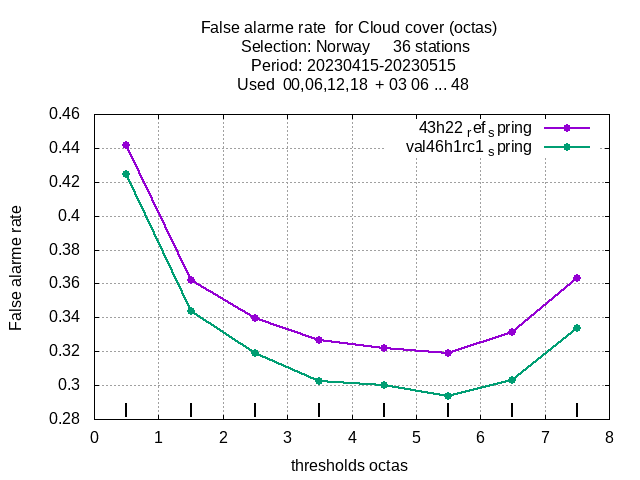 False alarme rate  for Cloud cover (octas)
Selection: Norway     36 stations
Period: 20230415-20230515
Used  00,06,12,18  + 03 06 ... 48
43h22 ref spring
val46h1rc1 spring
False alarme rate
0.46
0.44
0.42
0.4
0.38
0.36
0.34
0.32
0.3
0.28
0 1 2 3 4 5 6 7 8
thresholds octas